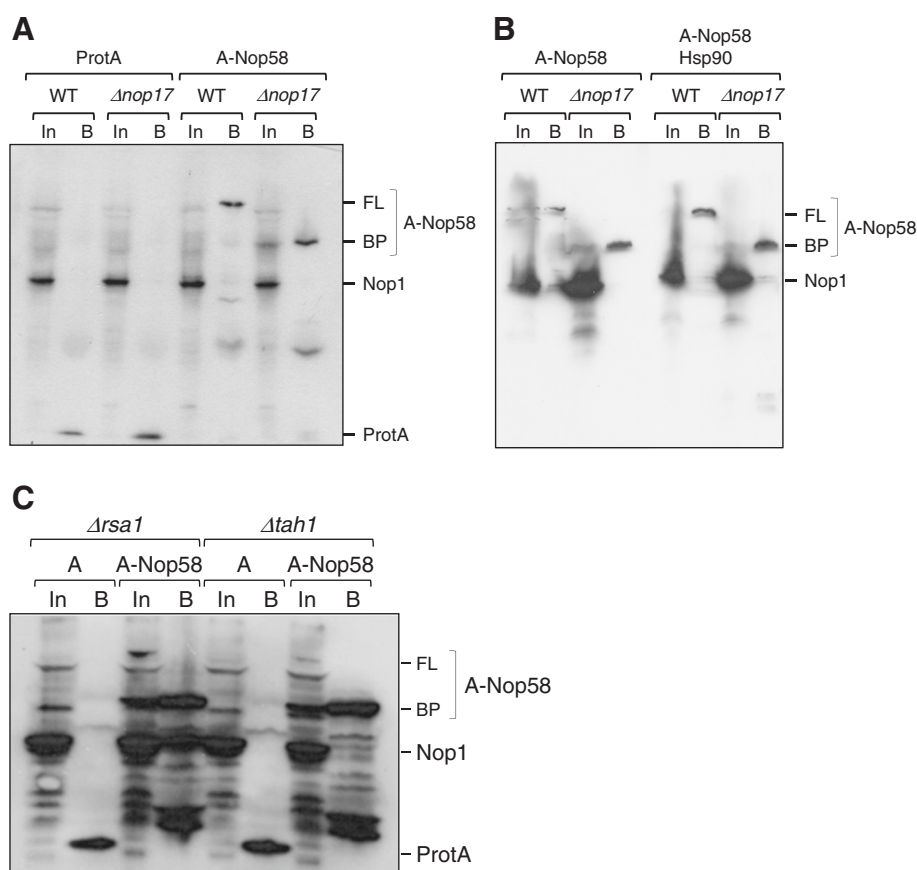 A
ProtA A-Nop58
WT Δnop17 WT Δnop17
In B In B In B In B
FL
A-Nop58
BP
Nop1
ProtA
B
A-Nop58
Hsp90
A-Nop58
WT Δnop17 WT Δnop17
In B In B In B In B
FL
A-Nop58
BP
Nop1
C
Δrsa1 Δtah1
A A-Nop58 A A-Nop58
In B In B In B In B
FL
A-Nop58
BP
Nop1
ProtA